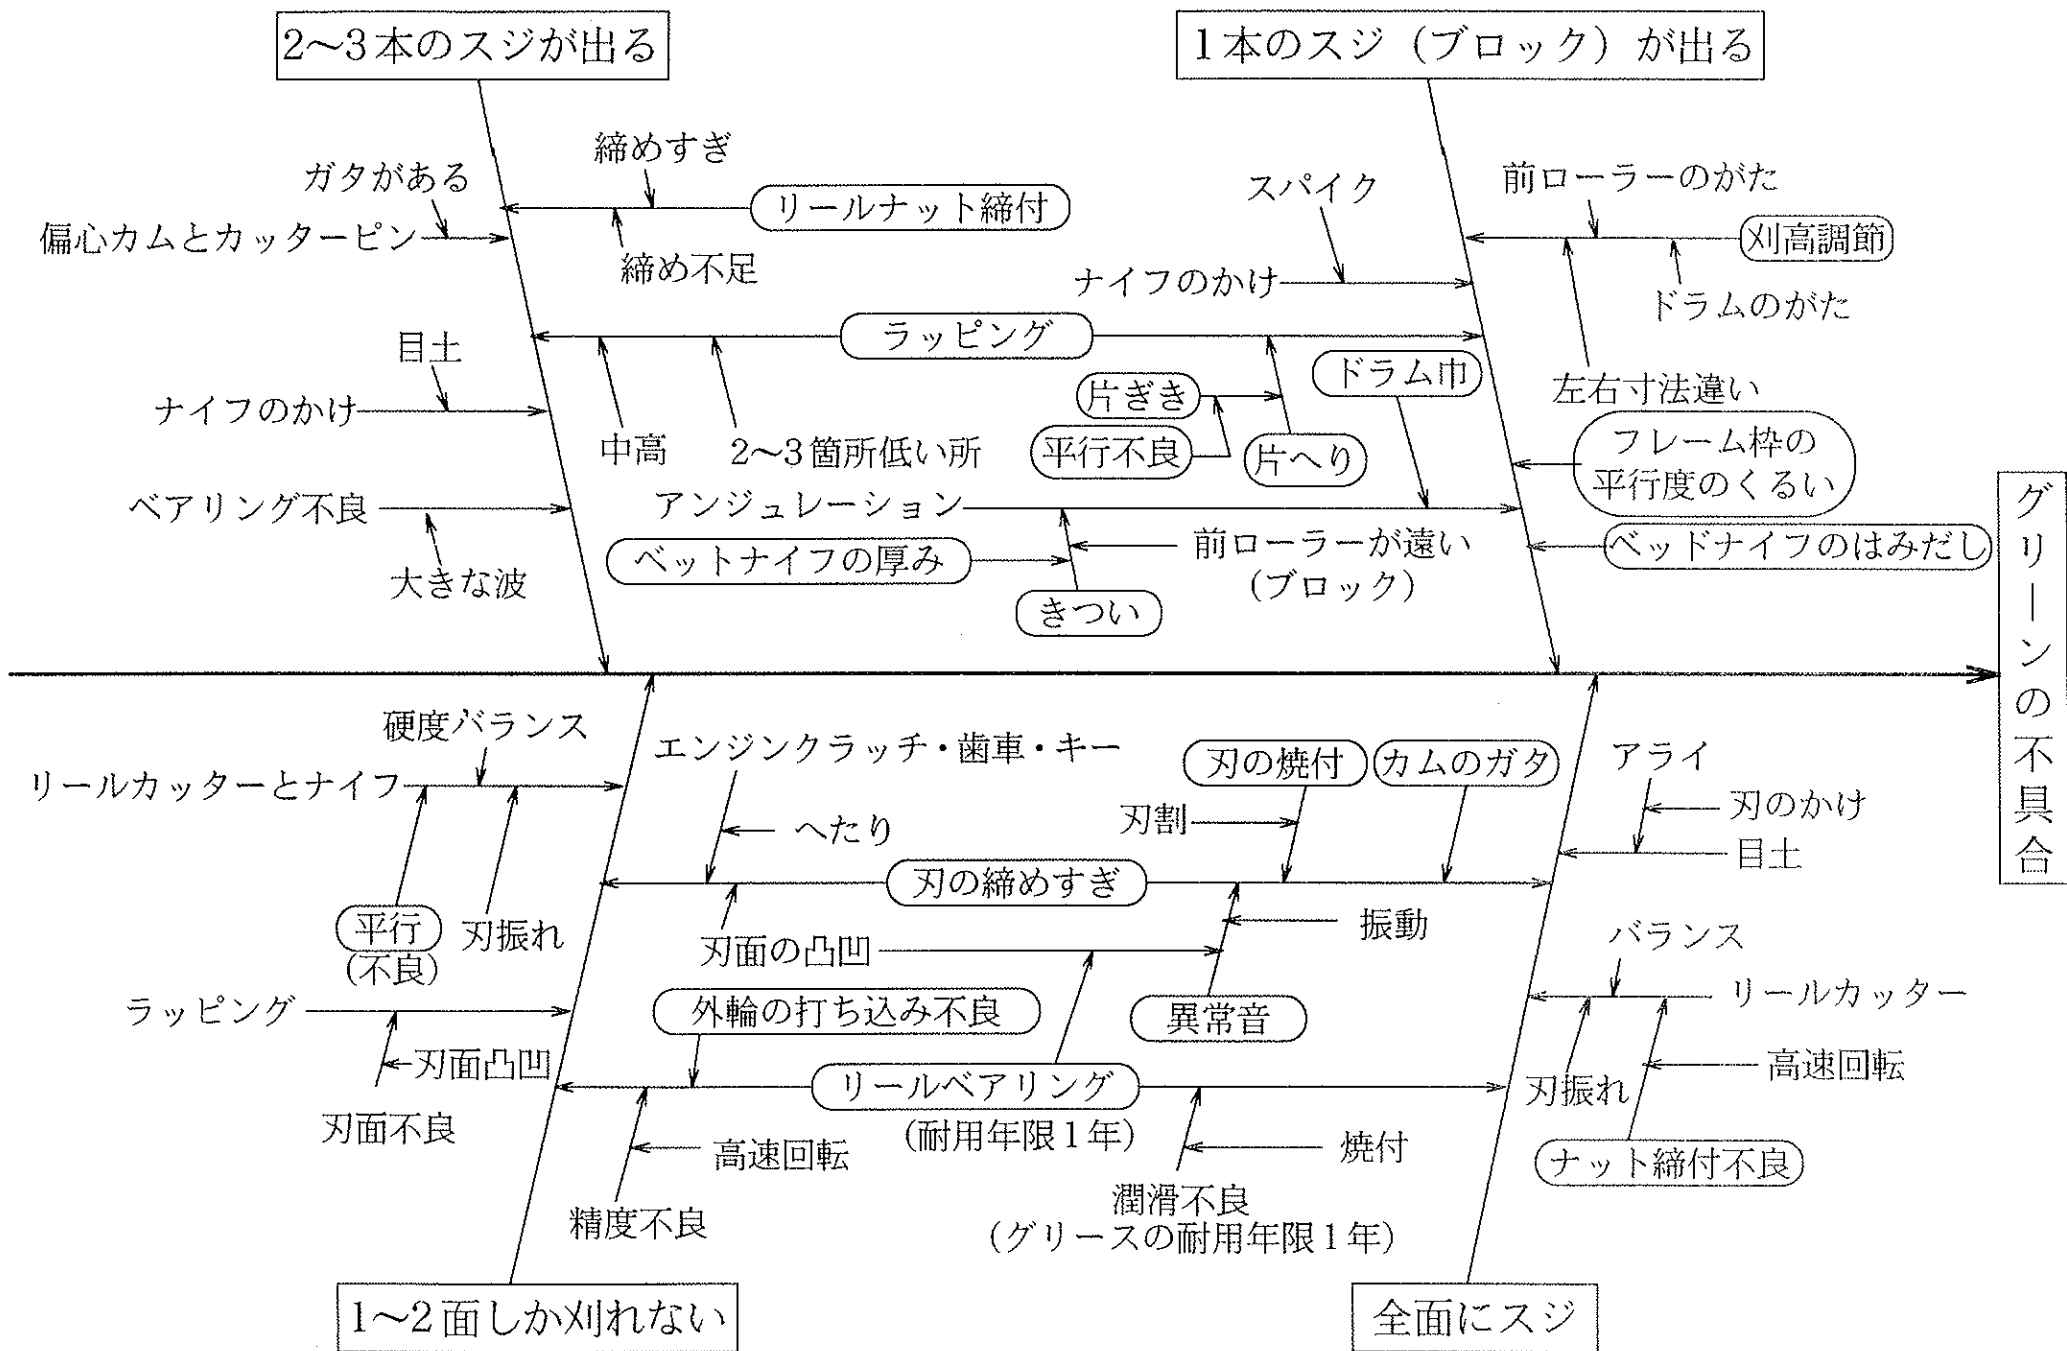 2〜3本のスジが出る
1本のスジ（ブロック）が出る
締めすぎ
ガタがある
リールナット締付
偏心カムとカッターピン
締め不足
スパイク
前ローラーのがた
刈高調節
ナイフのかけ
ドラムのがた
ラッピング
目土
ドラム巾
片ぎき
左右寸法違い
ナイフのかけ
中高
2〜3箇所低い所
平行不良
片へり
フレーム枠の
平行度のくるい
ベアリング不良
アンジュレーション
前ローラーが遠い
（ブロック）
ベッドナイフのはみだし
ベットナイフの厚み
大きな波
きつい
グリーンの不具合
硬度バランス
エンジンクラッチ・歯車・キー
刃の焼付
カムのガタ
アライ
リールカッターとナイフ
刃のかけ
へたり
刃割
目土
刃の締めすぎ
平行
（不良）
刃振れ
刃面の凸凹
振動
バランス
ラッピング
外輪の打ち込み不良
異常音
リールカッター
刃面凸凹
リールベアリング
（耐用年限1年）
刃振れ
高速回転
刃面不良
高速回転
焼付
ナット締付不良
精度不良
潤滑不良
（グリースの耐用年限1年）
1〜2面しか刈れない
全面にスジ